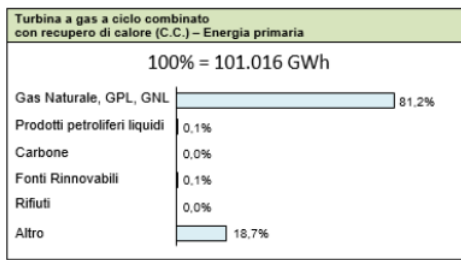 Turbina a gas a ciclo combinato
con recupero di calore (C.C.) – Energia primaria
100% = 101.016 GWh
Gas Naturale, GPL, GNL 81,2%
Prodotti petroliferi liquidi 0,1%
Carbone 0,0%
Fonti Rinnovabili 0,1%
Rifiuti 0,0%
Altro 18,7%